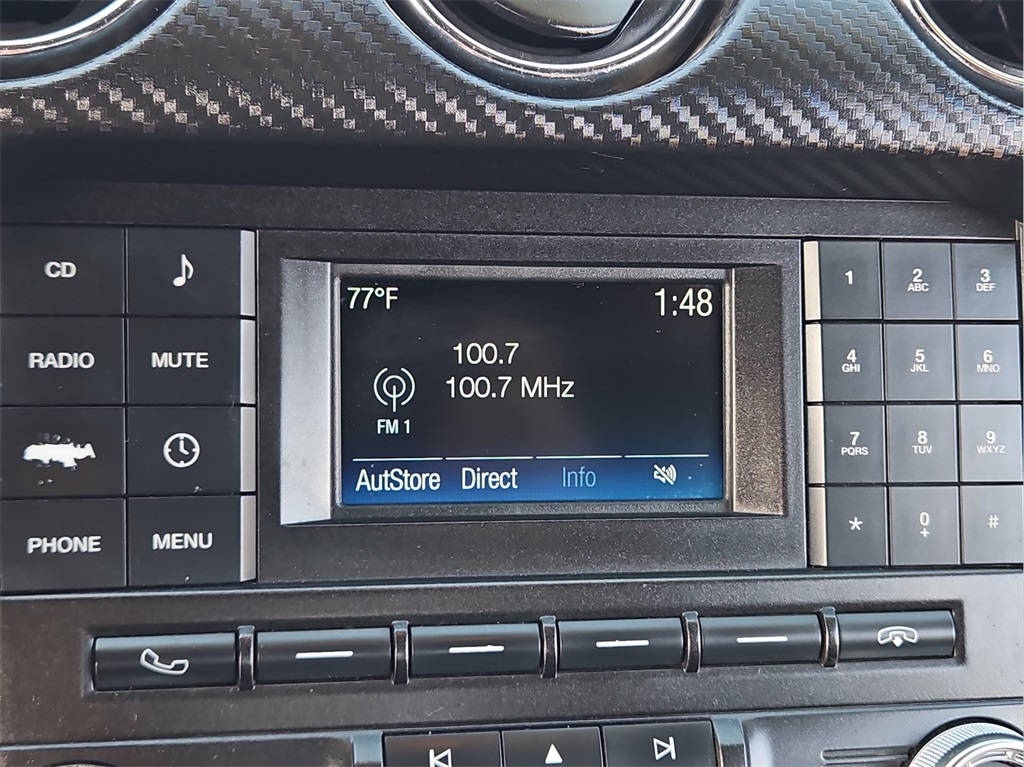 77°F
1:48
100.7
100.7 MHz
FM 1
AutStore Direct Info
CD
RADIO MUTE
PHONE MENU
1 2 ABC 3 DEF
4 GHI 5 JKL 6 MNO
7 PQRS 8 TUV 9 WXYZ
* 0 + #